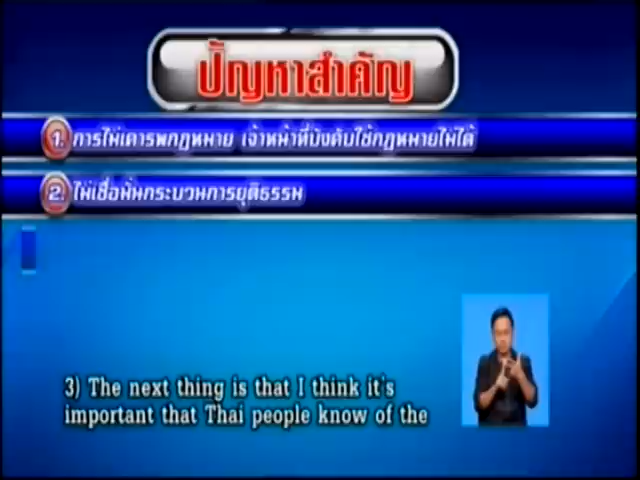 ปัญหาสำคัญ
1. การไม่เคารพกฎหมาย เจ้าหน้าที่บังคับใช้กฎหมายไม่ได้
2. ไม่เชื่อมั่นกระบวนการยุติธรรม
3) The next thing is that I think it's
important that Thai people know of the